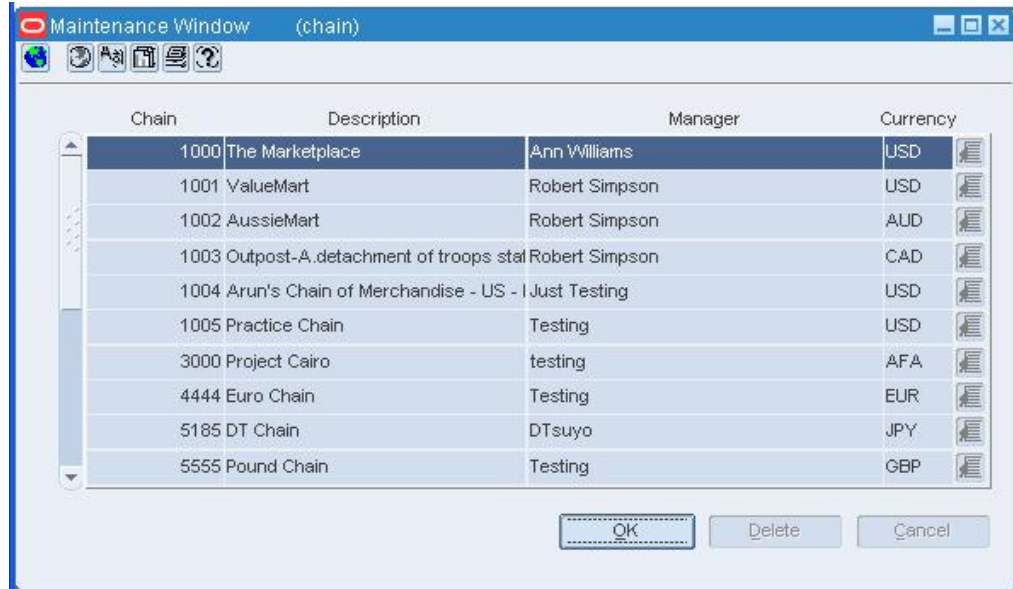 Maintenance Window (chain)
Chain Description Manager Currency
1000 The Marketplace Ann Williams USD
1001 ValueMart Robert Simpson USD
1002 AussieMart Robert Simpson AUD
1003 Outpost-A.detachment of troops stat Robert Simpson CAD
1004 Arun's Chain of Merchandise - US - Just Testing USD
1005 Practice Chain Testing USD
3000 Project Cairo testing AFA
4444 Euro Chain Testing EUR
5185 DT Chain DTsuyo JPY
5555 Pound Chain Testing GBP
OK Delete Cancel